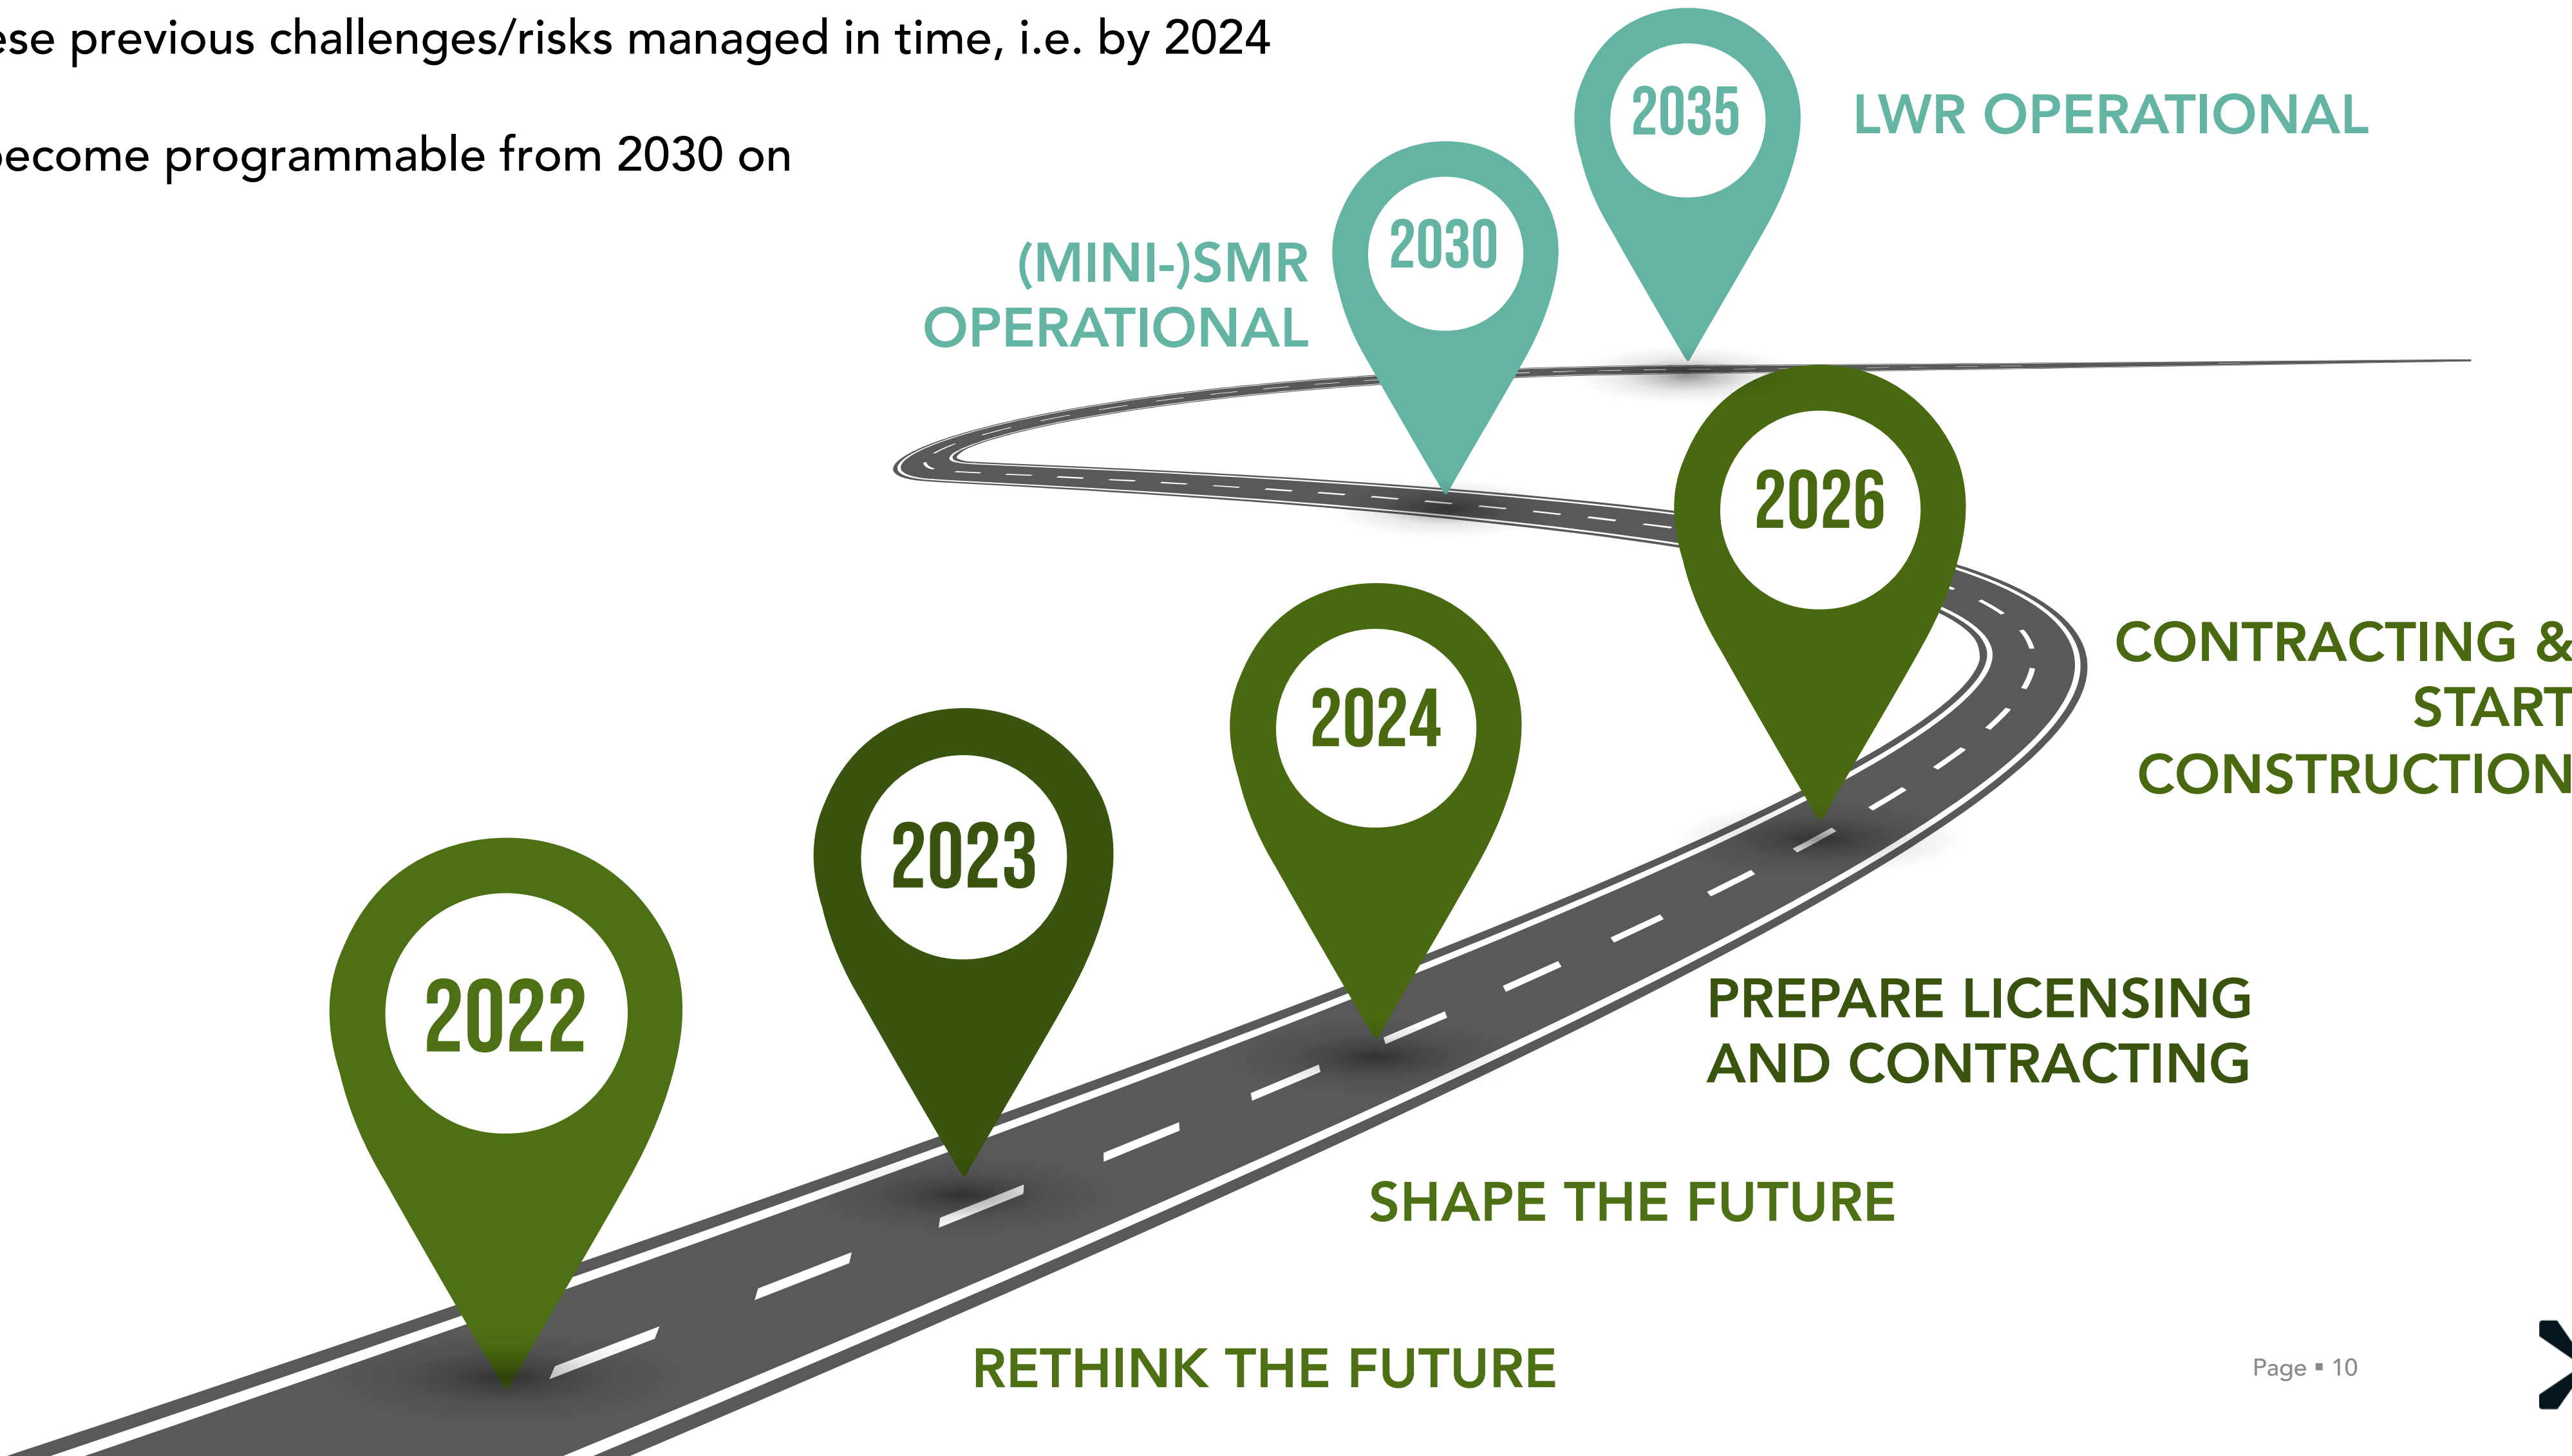 previous challenges/risks managed in time, i.e. by 2024
programmable from 2030 on
2035
LWR OPERATIONAL
2030
(MINI-)SMR
OPERATIONAL
2026
CONTRACTING &
START
CONSTRUCTION
2024
2023
2022
PREPARE LICENSING
AND CONTRACTING
SHAPE THE FUTURE
RETHINK THE FUTURE
Page ▪ 10